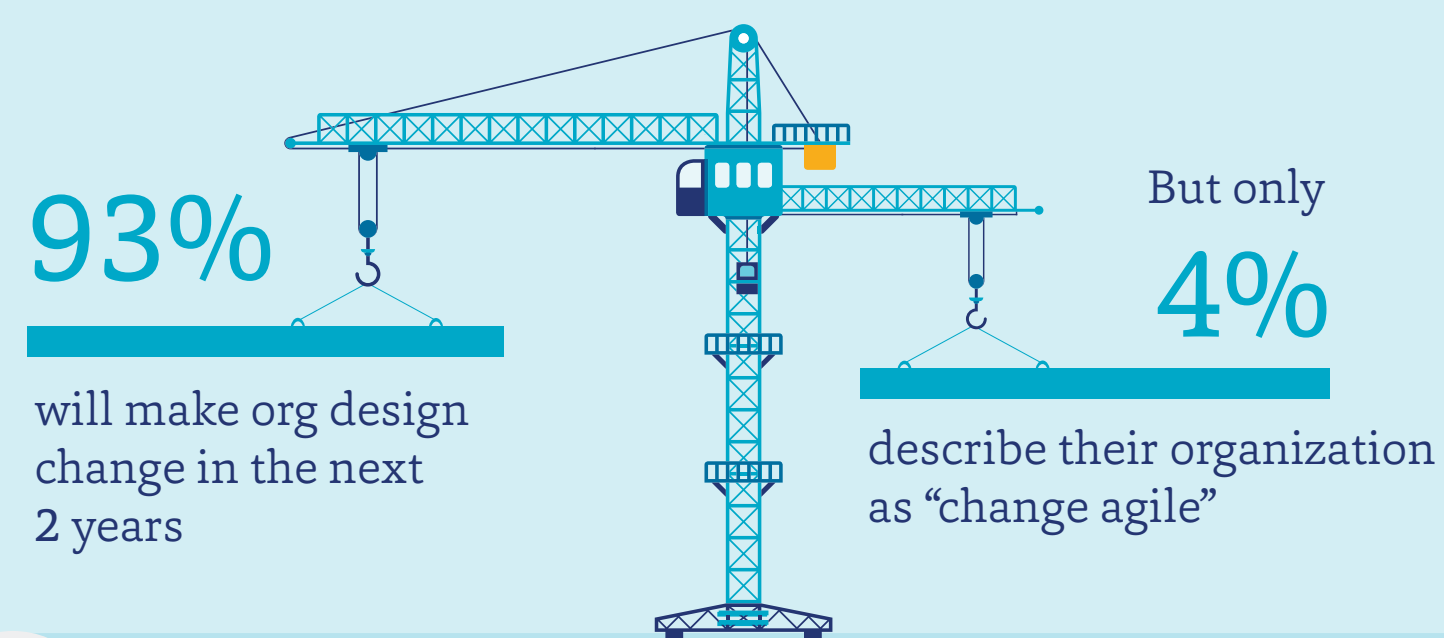 93%
will make org design
change in the next
2 years
But only
4%
describe their organization
as “change agile”